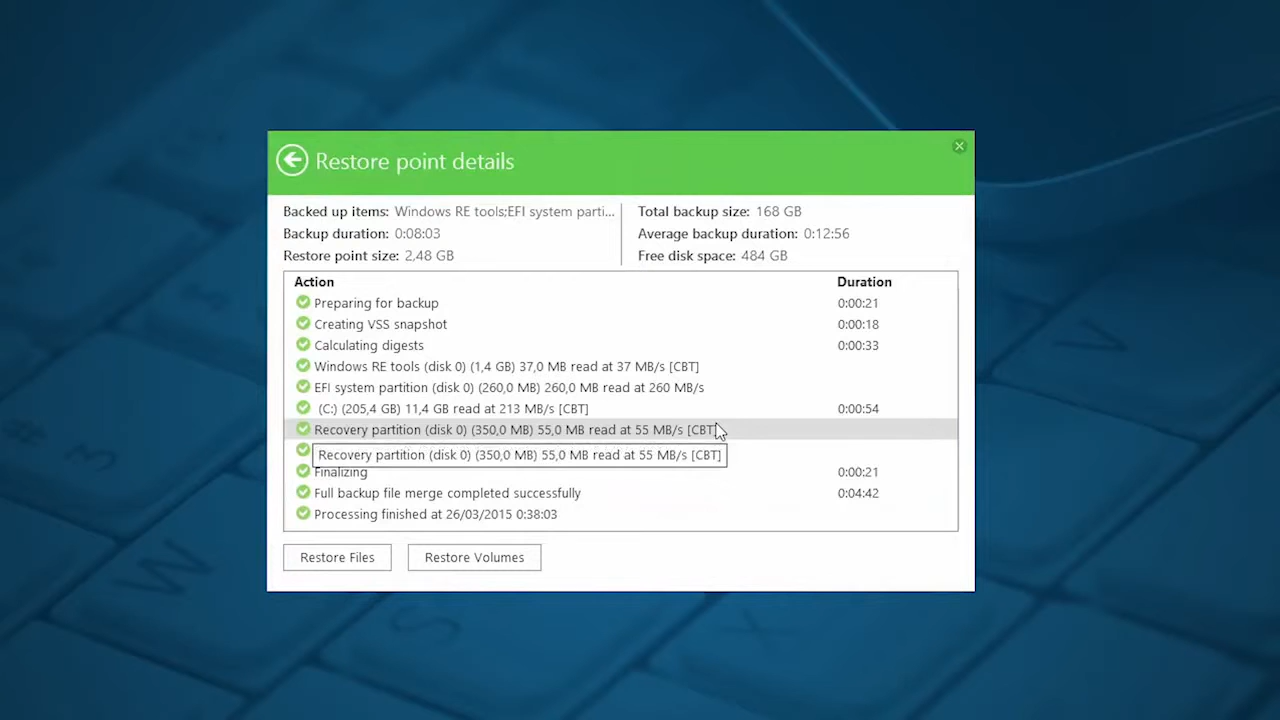 Restore point details
Backed up items: Windows RE tools;EFI system parti...
Backup duration: 0:08:03
Restore point size: 2,48 GB
Total backup size: 168 GB
Average backup duration: 0:12:56
Free disk space: 484 GB
Action Duration
Preparing for backup 0:00:21
Creating VSS snapshot 0:00:18
Calculating digests 0:00:33
Windows RE tools (disk 0) (1,4 GB) 37,0 MB read at 37 MB/s [CBT]
EFI system partition (disk 0) (260,0 MB) 260,0 MB read at 260 MB/s
(C:) (205,4 GB) 11,4 GB read at 213 MB/s [CBT] 0:00:54
Recovery partition (disk 0) (350,0 MB) 55,0 MB read at 55 MB/s [CBT]
Recovery partition (disk 0) (350,0 MB) 55,0 MB read at 55 MB/s [CBT]
Finalizing 0:00:21
Full backup file merge completed successfully 0:04:42
Processing finished at 26/03/2015 0:38:03
Restore Files Restore Volumes